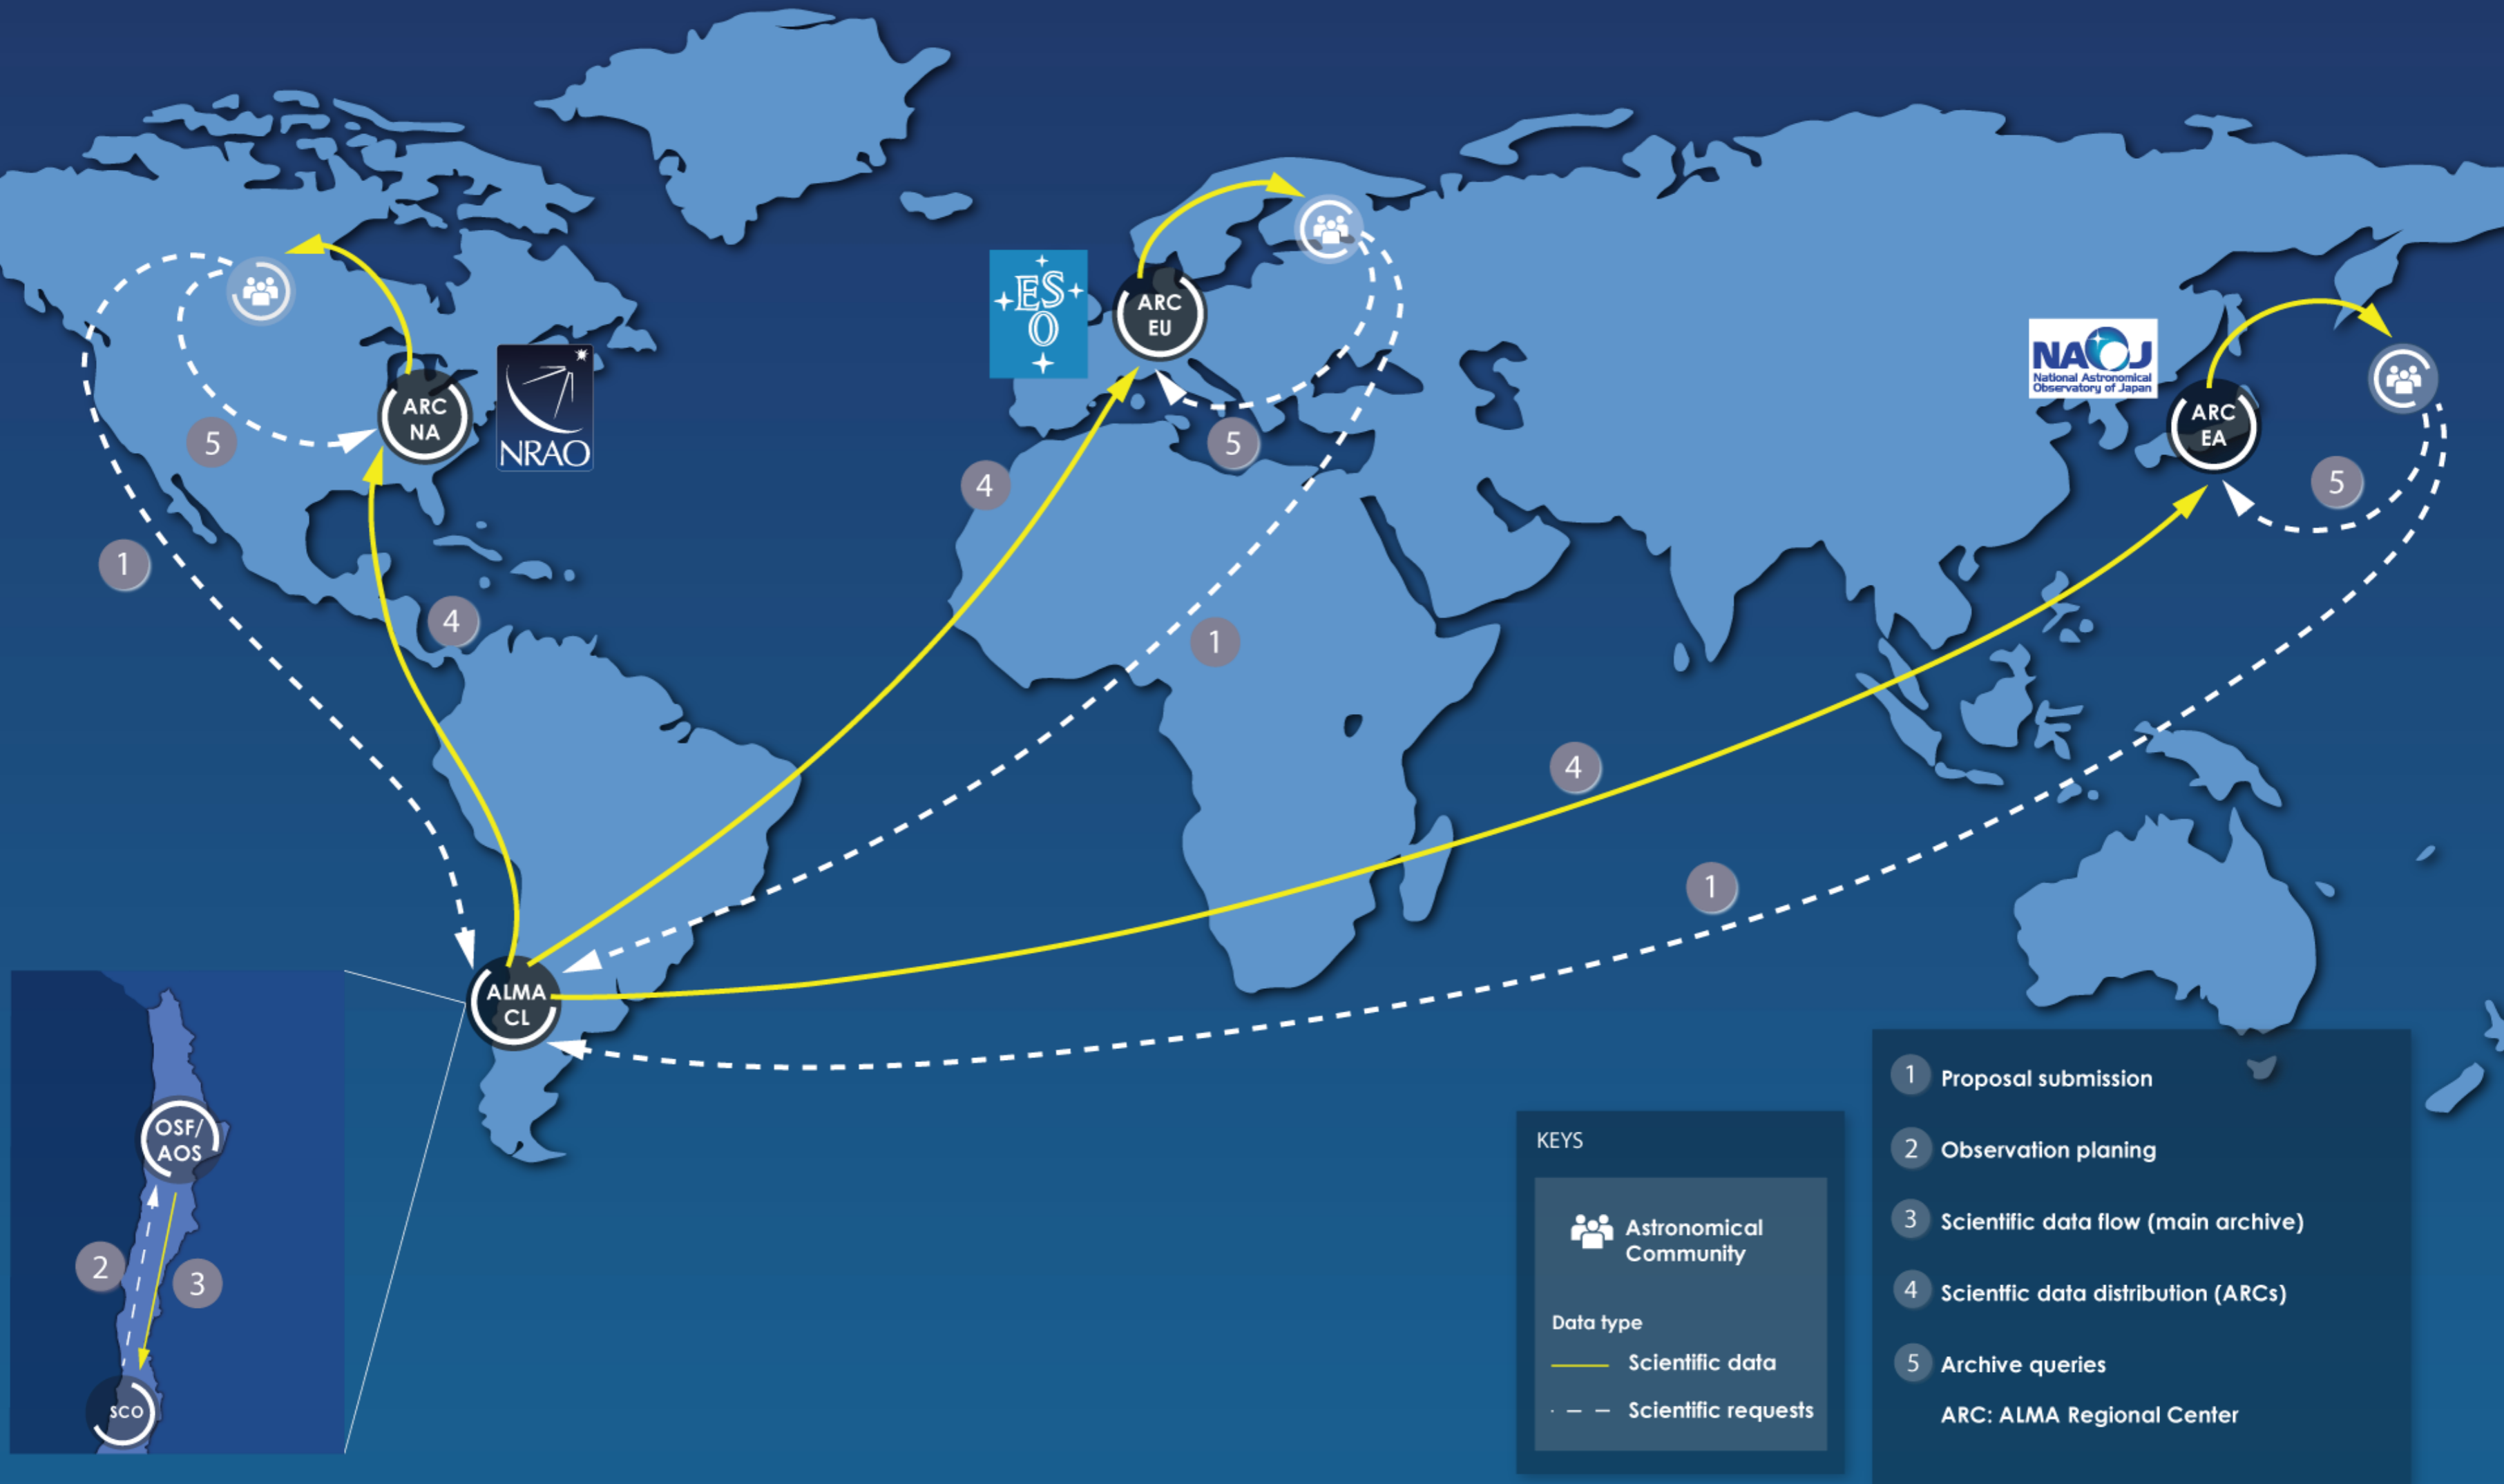 ARC
NA
NRAO
5
1
4
ES
O
ARC
EU
4
5
1
NAOJ
National Astronomical
Observatory of Japan
ARC
EA
5
4
1
ALMA
CL
OSF/
AOS
2
3
SCO
KEYS
Astronomical
Community
Data type
Scientific data
Scientific requests
1 Proposal submission
2 Observation planing
3 Scientific data flow (main archive)
4 Scientfic data distribution (ARCs)
5 Archive queries
ARC: ALMA Regional Center